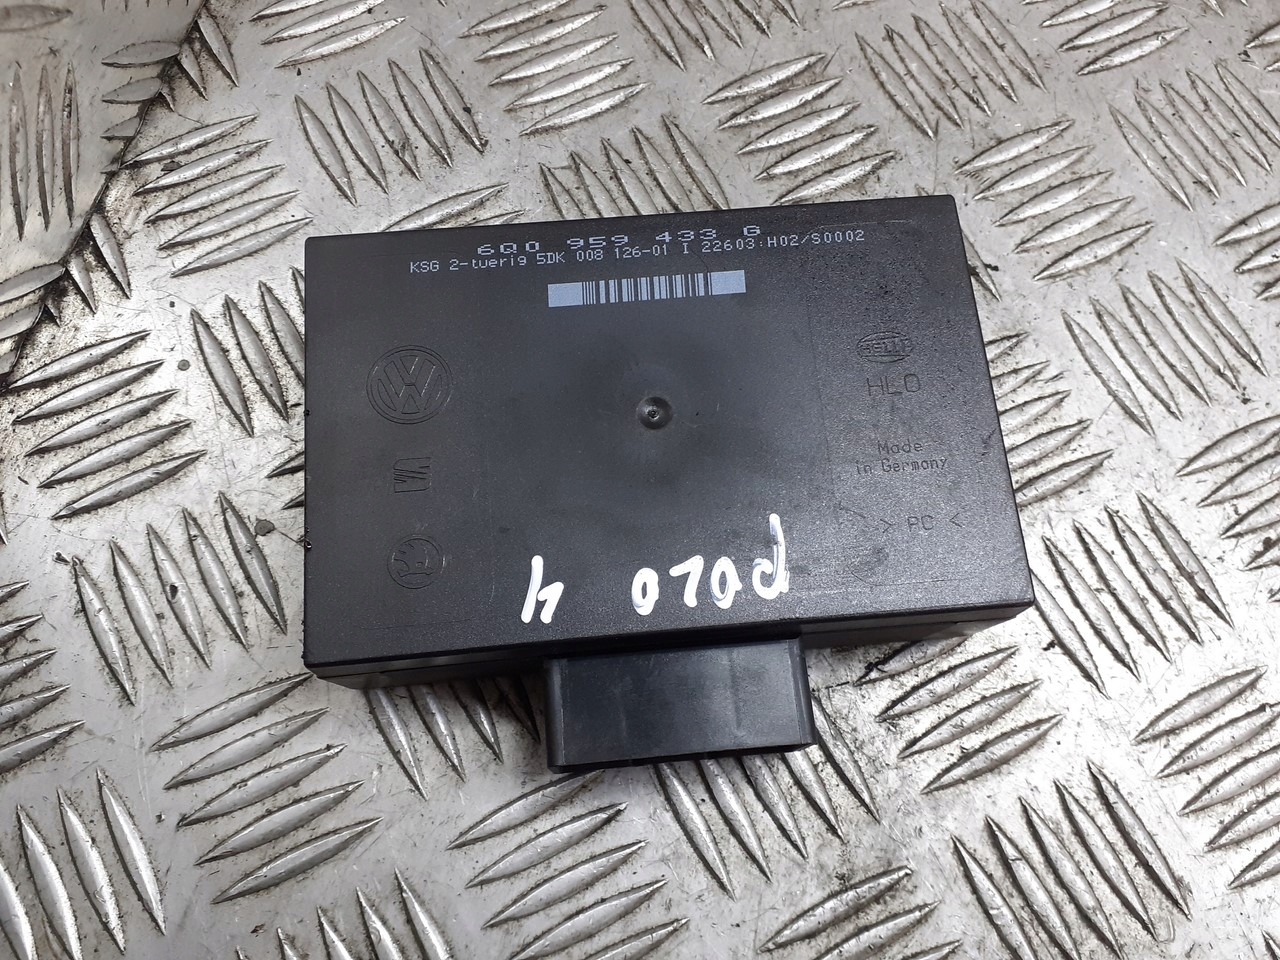 6Q0 959 433 G
KSG 2-tuerig 5DK 008 126-01 I 22603:H02/S0002
VW
HLO
Made
in Germany
> PC <
POLO 4